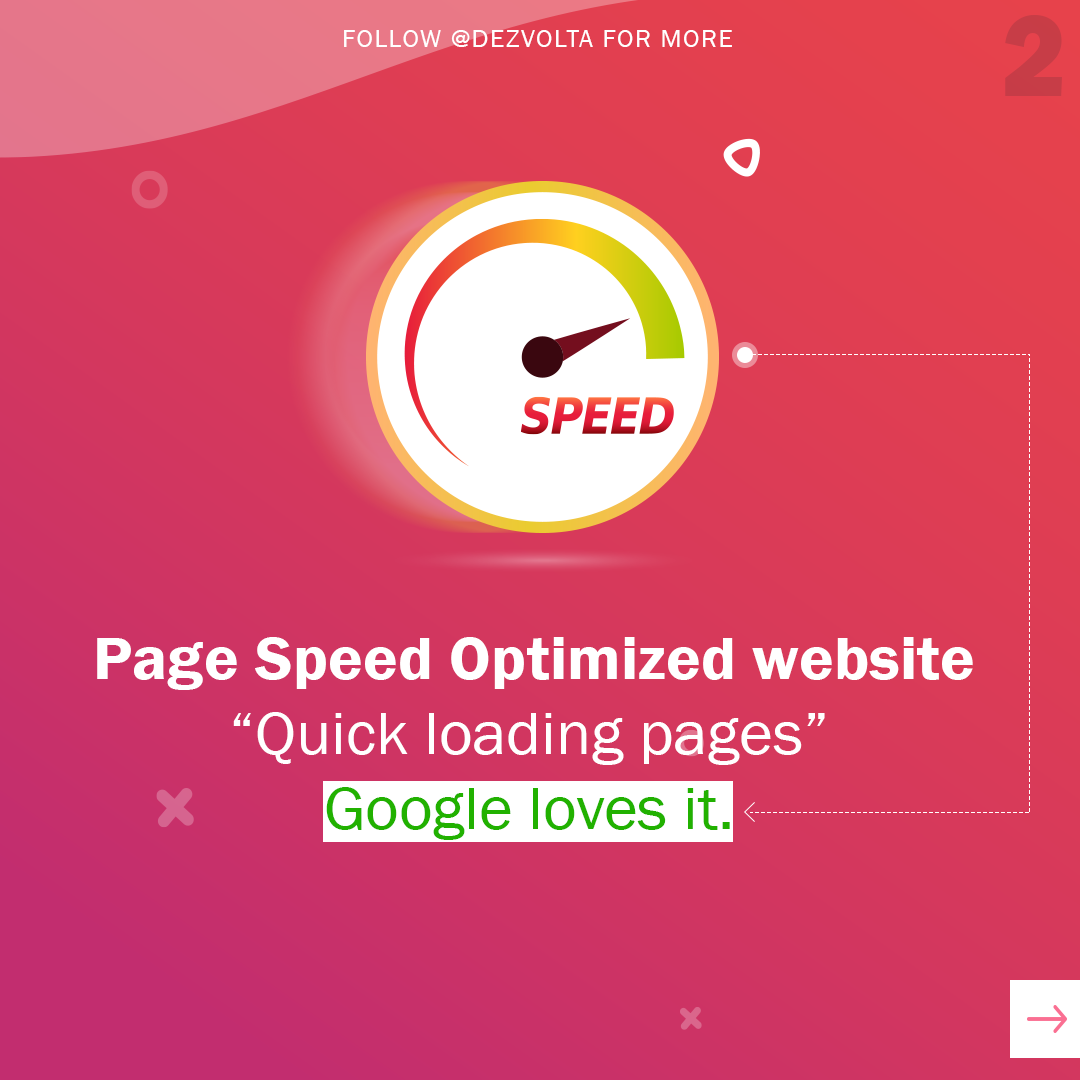 FOLLOW @DEZVOLTA FOR MORE
2
SPEED
Page Speed Optimized website
“Quick loading pages”
Google loves it.